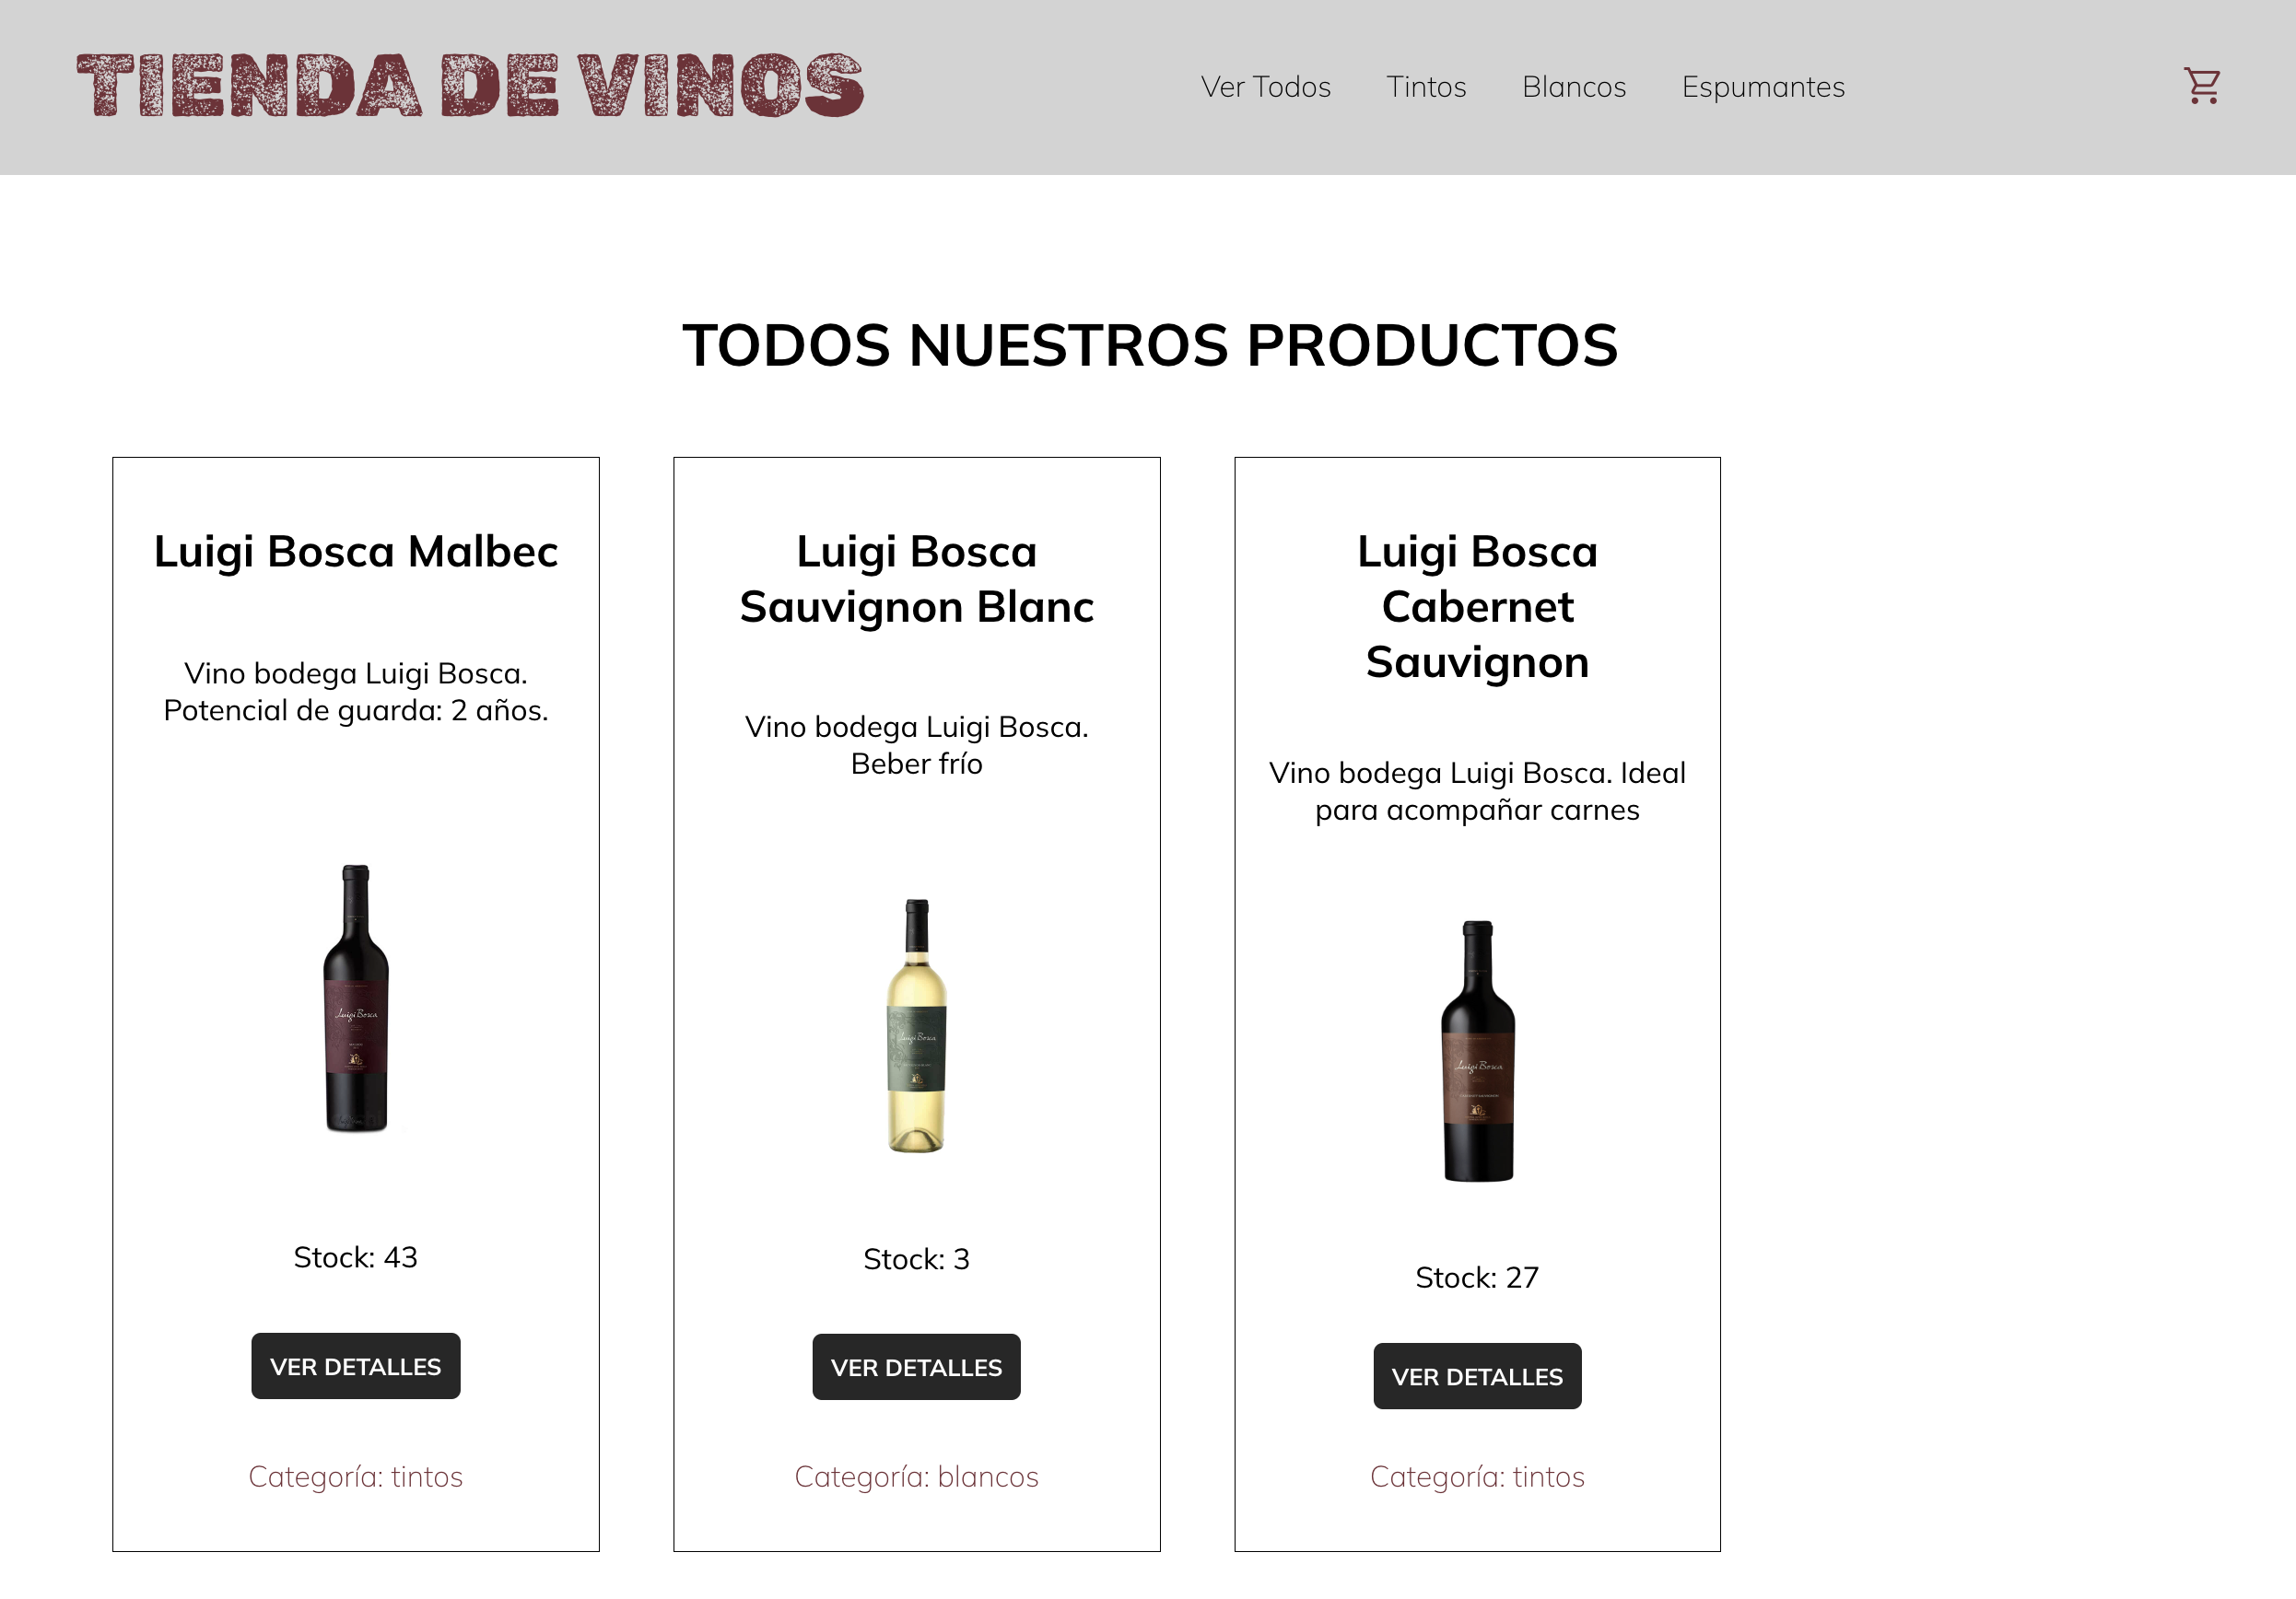 TIENDA DE VINOS
Ver Todos
Tintos
Blancos
Espumantes
TODOS NUESTROS PRODUCTOS
Luigi Bosca Malbec
Vino bodega Luigi Bosca.
Potencial de guarda: 2 años.
Luigi Bosca
Stock: 43
VER DETALLES
Categoría: tintos
Luigi Bosca
Sauvignon Blanc
Vino bodega Luigi Bosca.
Beber frío
Luigi Bosca
Stock: 3
VER DETALLES
Categoría: blancos
Luigi Bosca
Cabernet
Sauvignon
Vino bodega Luigi Bosca. Ideal
para acompañar carnes
Luigi Bosca
CABERNET SAUVIGNON
Stock: 27
VER DETALLES
Categoría: tintos